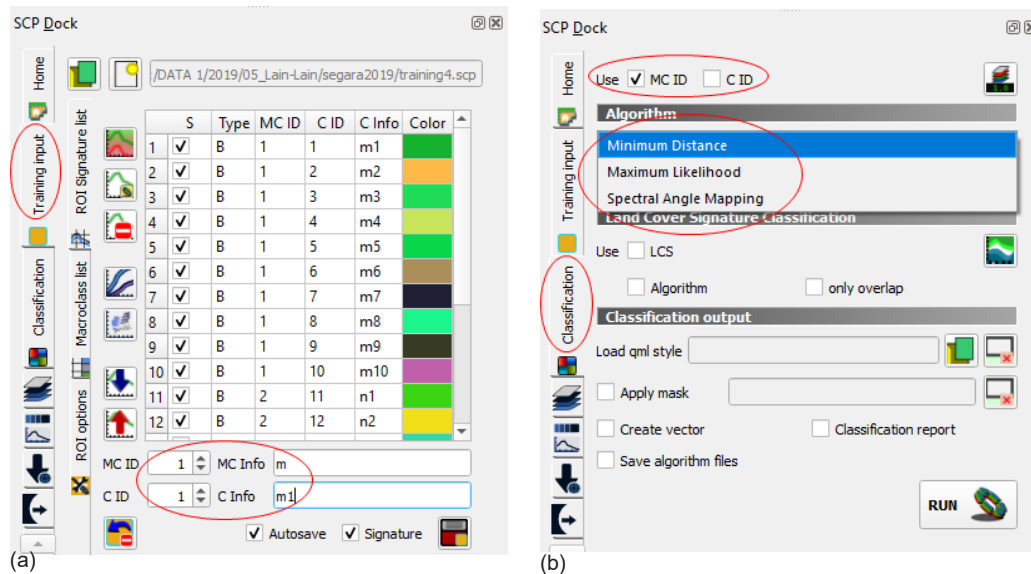 SCP Dock
Home
Training input
Classification
ROI Signature list
Macroclass list
ROI options
:/DATA 1/2019/05_Lain-Lain/segara2019/training4.scp
S Type MC ID C ID C Info Color
1 B 1 1 m1
2 B 1 2 m2
3 B 1 3 m3
4 B 1 4 m4
5 B 1 5 m5
6 B 1 6 m6
7 B 1 7 m7
8 B 1 8 m8
9 B 1 9 m9
10 B 1 10 m10
11 B 2 11 n1
12 B 2 12 n2
MC ID 1 MC Info m
C ID 1 C Info m1
Autosave Signature
(a)
SCP Dock
Home
Training input
Classification
Use MC ID C ID
Algorithm
Minimum Distance
Maximum Likelihood
Spectral Angle Mapping
Land Cover Signature Classification
Use LCS
Algorithm only overlap
Classification output
Load qml style
Apply mask
Create vector Classification report
Save algorithm files
RUN
(b)